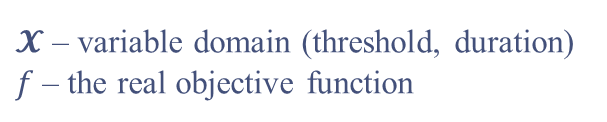 𝒳 – variable domain (threshold, duration)
f – the real objective function